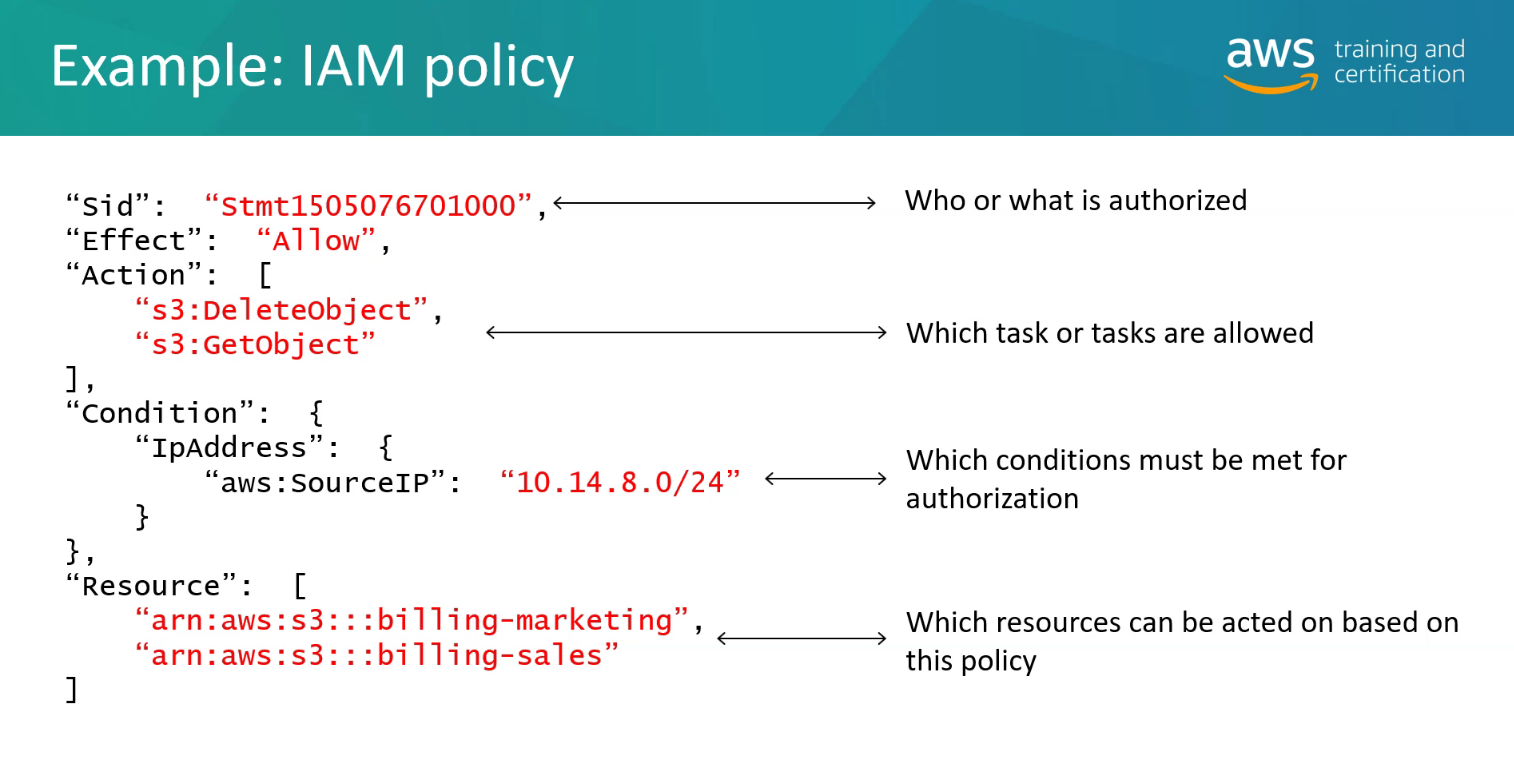 Example: IAM policy
aws training and
certification
“Sid”: “Stmt1505076701000”,
Who or what is authorized
“Effect”: “Allow”,
“Action”: [
“s3:DeleteObject”,
“s3:GetObject”
Which task or tasks are allowed
],
“Condition”: {
“IpAddress”: {
“aws:SourceIP”: “10.14.8.0/24”
Which conditions must be met for
authorization
}
},
“Resource”: [
“arn:aws:s3:::billing-marketing”,
“arn:aws:s3:::billing-sales”
Which resources can be acted on based on
this policy
]